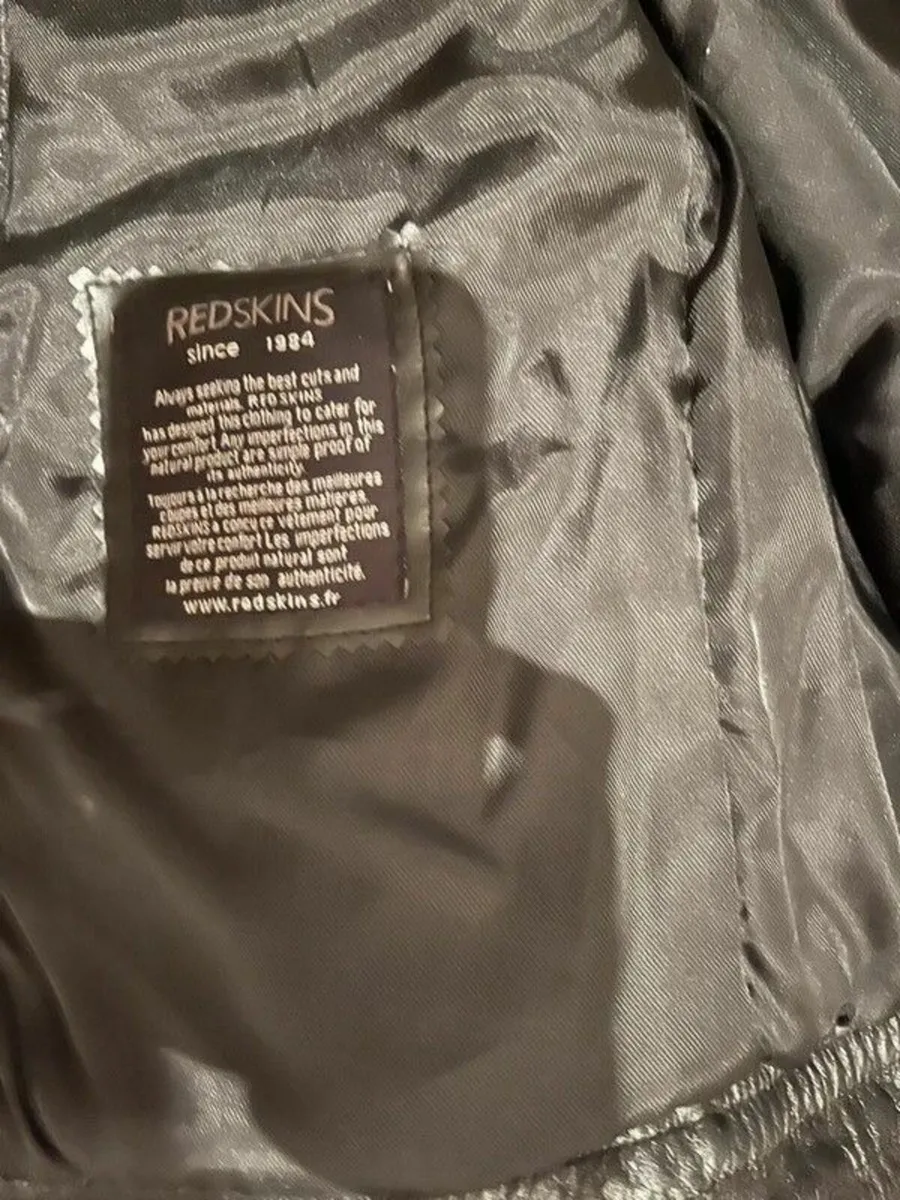 REDSKINS
since 1984
Always seeking the best cuts and
materials, REDSKINS
has designed this clothing to cater for
your comfort Any imperfections in this
natural product are simple proof of
its authenticity.
Toujours à la recherche des meilleures
coupes et des meilleures matières,
REDSKINS a conçu ce vêtement pour
servir votre confort Les imperfections
de ce produit natural sont
la preuve de son authenticité.
www.redskins.fr